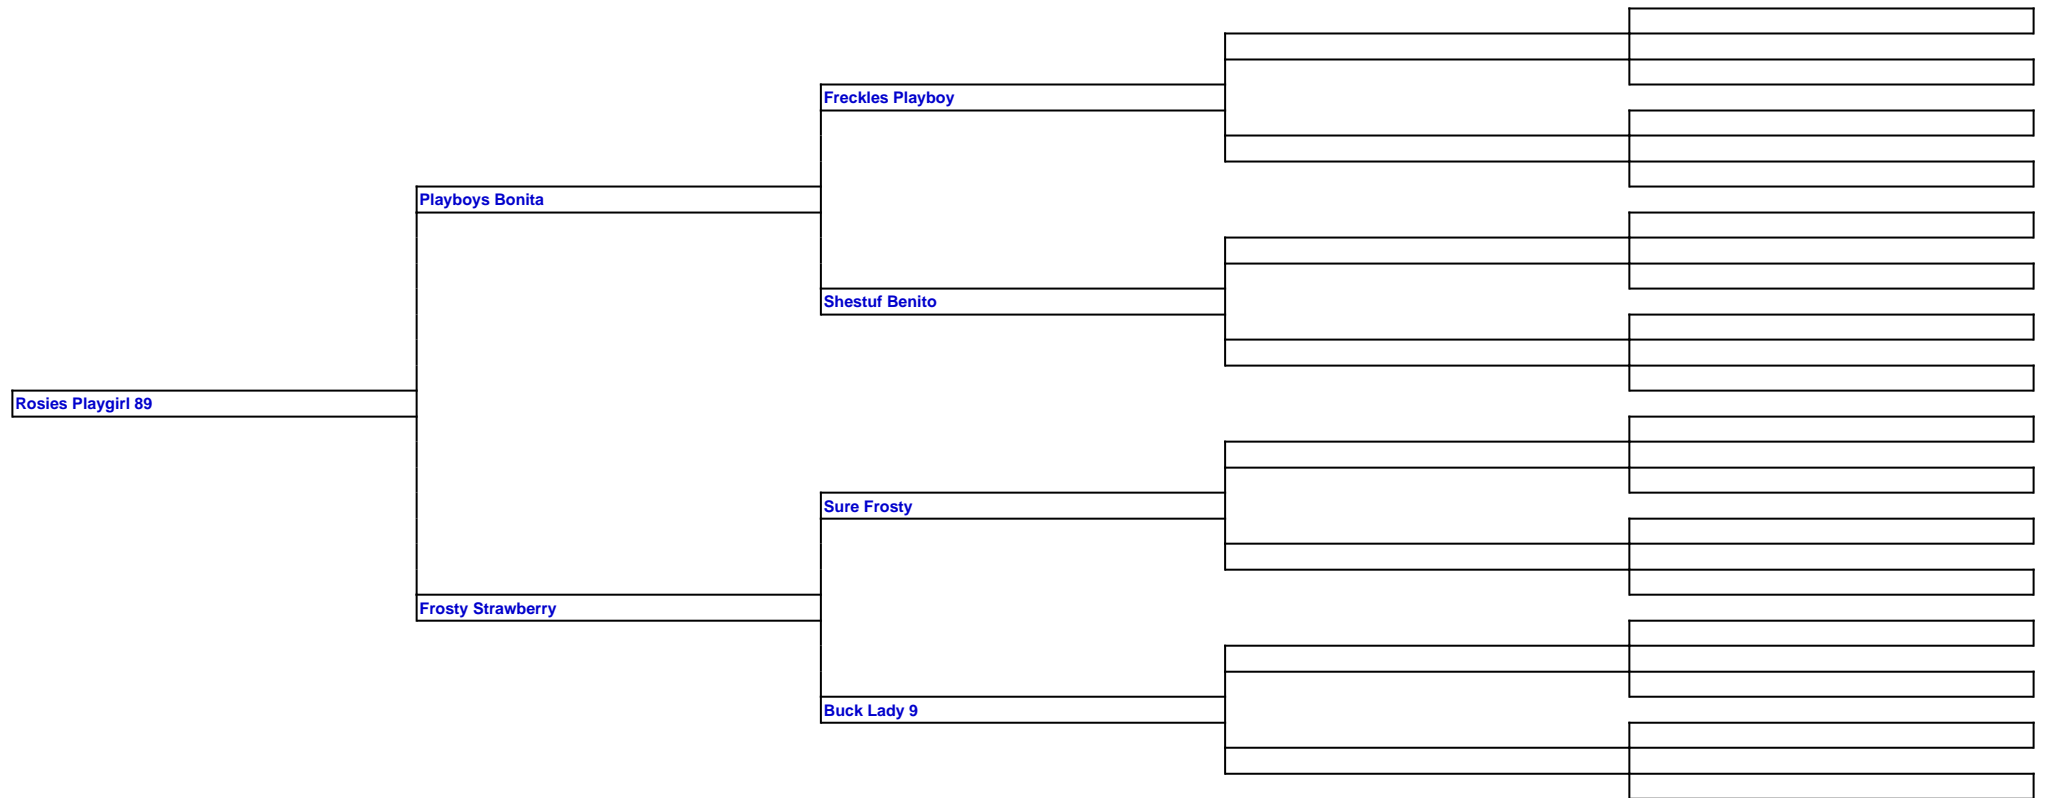 Freckles Playboy
Playboys Bonita
Shestuf Benito
Rosies Playgirl 89
Sure Frosty
Frosty Strawberry
Buck Lady 9